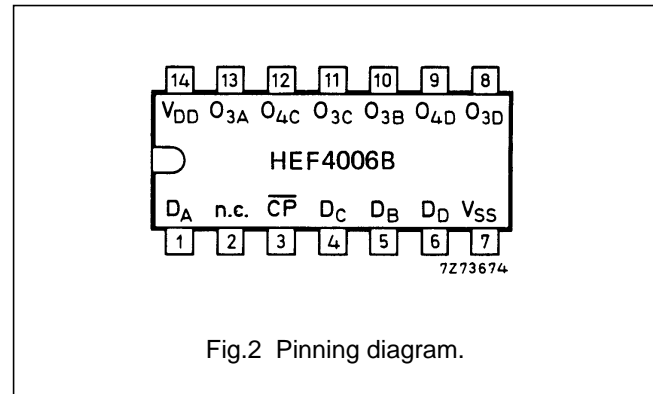 14 13 12 11 10 9 8
VDD O3A O4C O3C O3B O4D O3D
HEF4006B
DA n.c. C̅P̅ DC DB DD VSS
1 2 3 4 5 6 7
7Z73674
Fig.2 Pinning diagram.